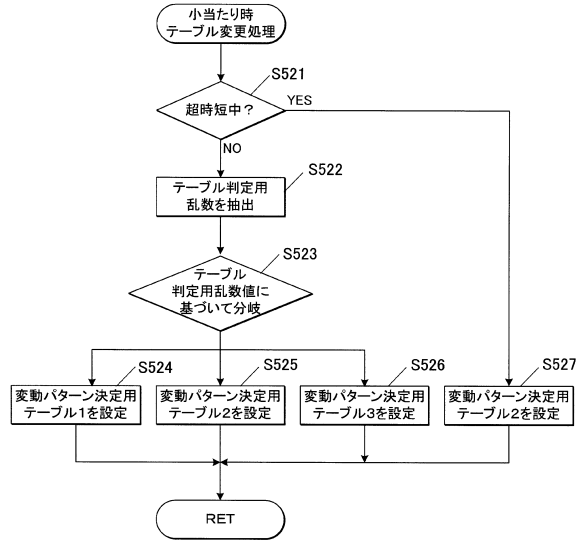 小当たり時
テーブル変更処理
S521
超時短中？
YES
NO
S522
テーブル判定用
乱数を抽出
S523
テーブル
判定用乱数値に
基づいて分岐
S524
変動パターン決定用
テーブル1を設定
S525
変動パターン決定用
テーブル2を設定
S526
変動パターン決定用
テーブル3を設定
S527
変動パターン決定用
テーブル2を設定
RET